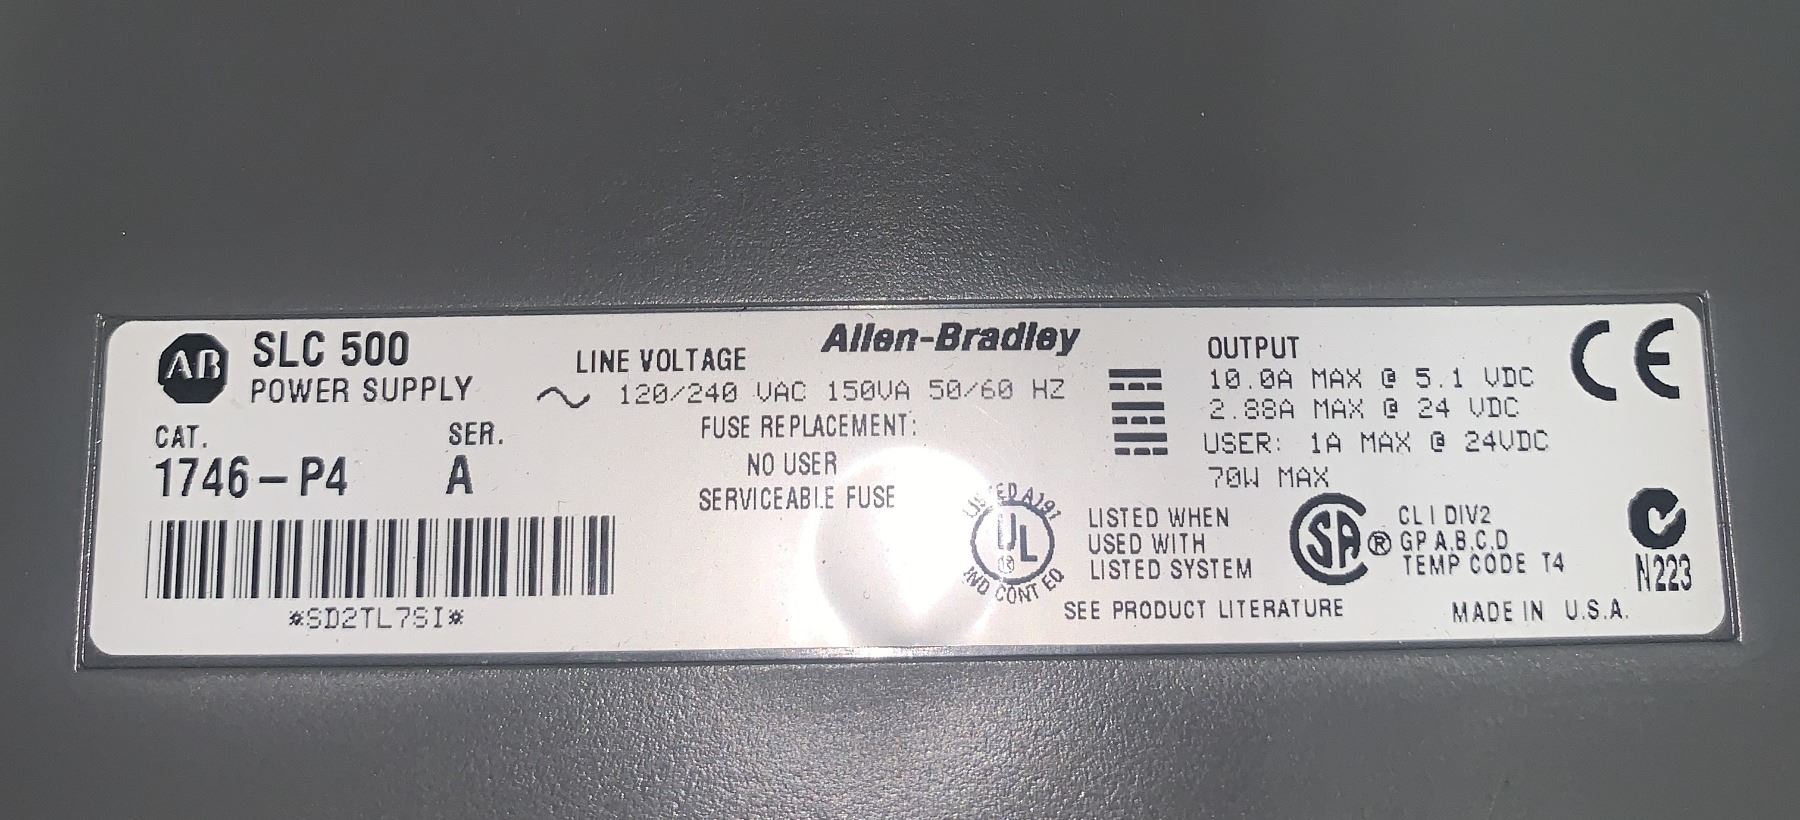 AB
SLC 500
POWER SUPPLY
CAT.
SER.
1746-P4
A
*SD2TL7SI*
LINE VOLTAGE
120/240 VAC 150VA 50/60 HZ
FUSE REPLACEMENT:
NO USER
SERVICEABLE FUSE
Allen-Bradley
OUTPUT
10.0A MAX @ 5.1 VDC
2.88A MAX @ 24 VDC
USER: 1A MAX @ 24VDC
70W MAX
CE
LISTED A197
UL
®
IND CONT EQ
LISTED WHEN
USED WITH
LISTED SYSTEM
SEE PRODUCT LITERATURE
SA ®
CL I DIV2
GP A,B,C,D
TEMP CODE T4
N223
MADE IN U.S.A.